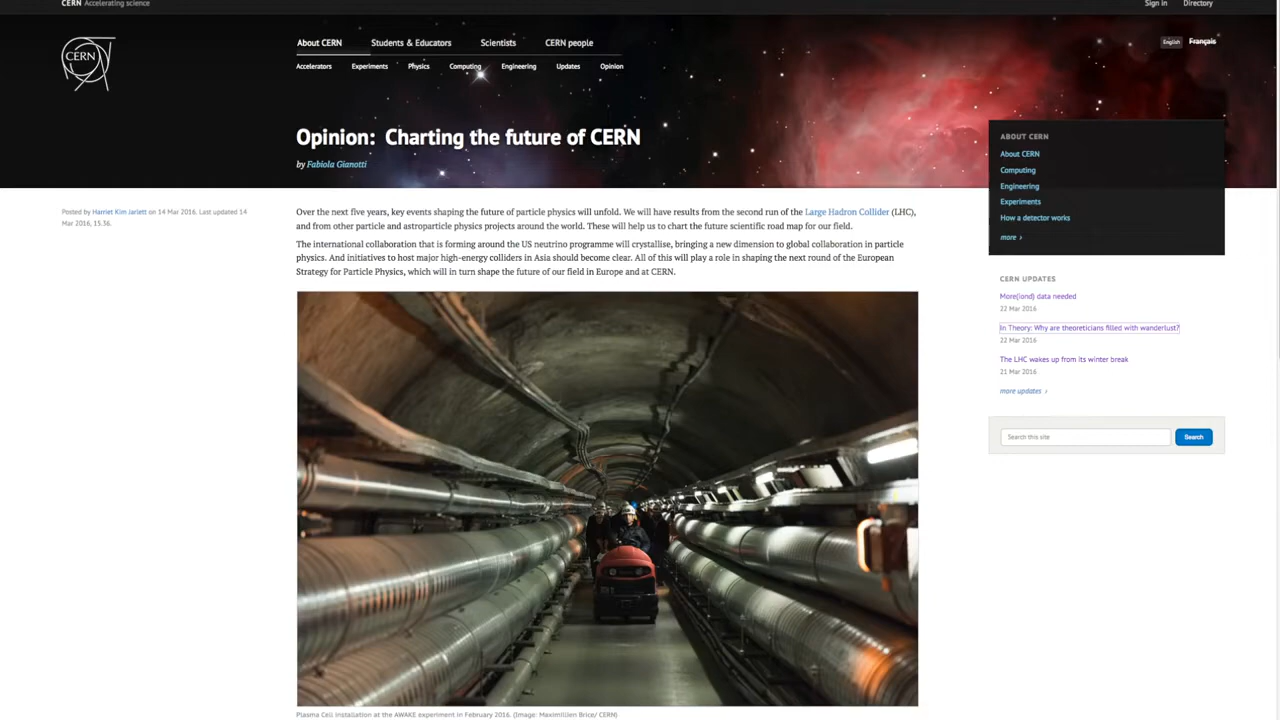 CERN Accelerating science
Sign in Directory
CERN
About CERN Students & Educators Scientists CERN people
English Français
Accelerators Experiments Physics Computing Engineering Updates Opinion
Opinion: Charting the future of CERN
by Fabiola Gianotti
Posted by Harriet Kim Jarlett on 14 Mar 2016. Last updated 14
Mar 2016, 15.36.
Over the next five years, key events shaping the future of particle physics will unfold. We will have results from the second run of the Large Hadron Collider (LHC),
and from other particle and astroparticle physics projects around the world. These will help us to chart the future scientific road map for our field.
The international collaboration that is forming around the US neutrino programme will crystallise, bringing a new dimension to global collaboration in particle
physics. And initiatives to host major high-energy colliders in Asia should become clear. All of this will play a role in shaping the next round of the European
Strategy for Particle Physics, which will in turn shape the future of our field in Europe and at CERN.
Plasma Cell installation at the AWAKE experiment in February 2016. (Image: Maximilien Brice/ CERN)
ABOUT CERN
About CERN
Computing
Engineering
Experiments
How a detector works
more ›
CERN UPDATES
More(iond) data needed
22 Mar 2016
In Theory: Why are theoreticians filled with wanderlust?
22 Mar 2016
The LHC wakes up from its winter break
21 Mar 2016
more updates ›
Search this site Search